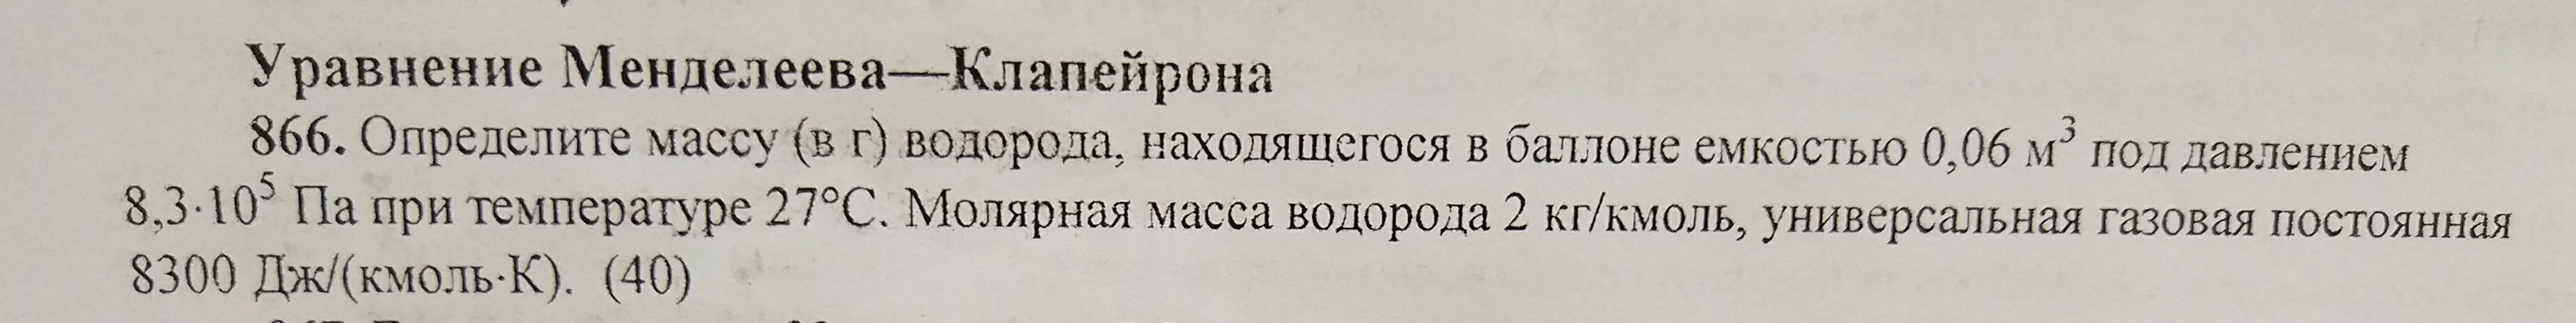 Уравнение Менделеева—Клапейрона
866. Определите массу (в г) водорода, находящегося в баллоне емкостью 0,06 м³ под давлением
8,3·10⁵ Па при температуре 27°С. Молярная масса водорода 2 кг/кмоль, универсальная газовая постоянная
8300 Дж/(кмоль·К). (40)